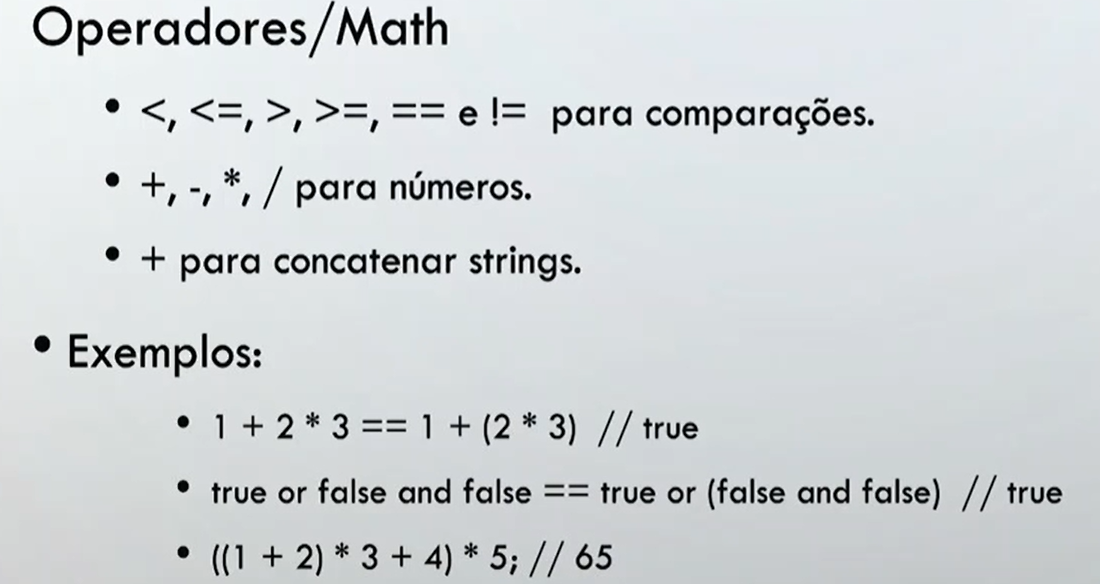 Operadores/Math
• <, <=, >, >=, == e != para comparações.
• +, -, *, / para números.
• + para concatenar strings.
• Exemplos:
• 1 + 2 * 3 == 1 + (2 * 3) // true
• true or false and false == true or (false and false) // true
• ((1 + 2) * 3 + 4) * 5; // 65